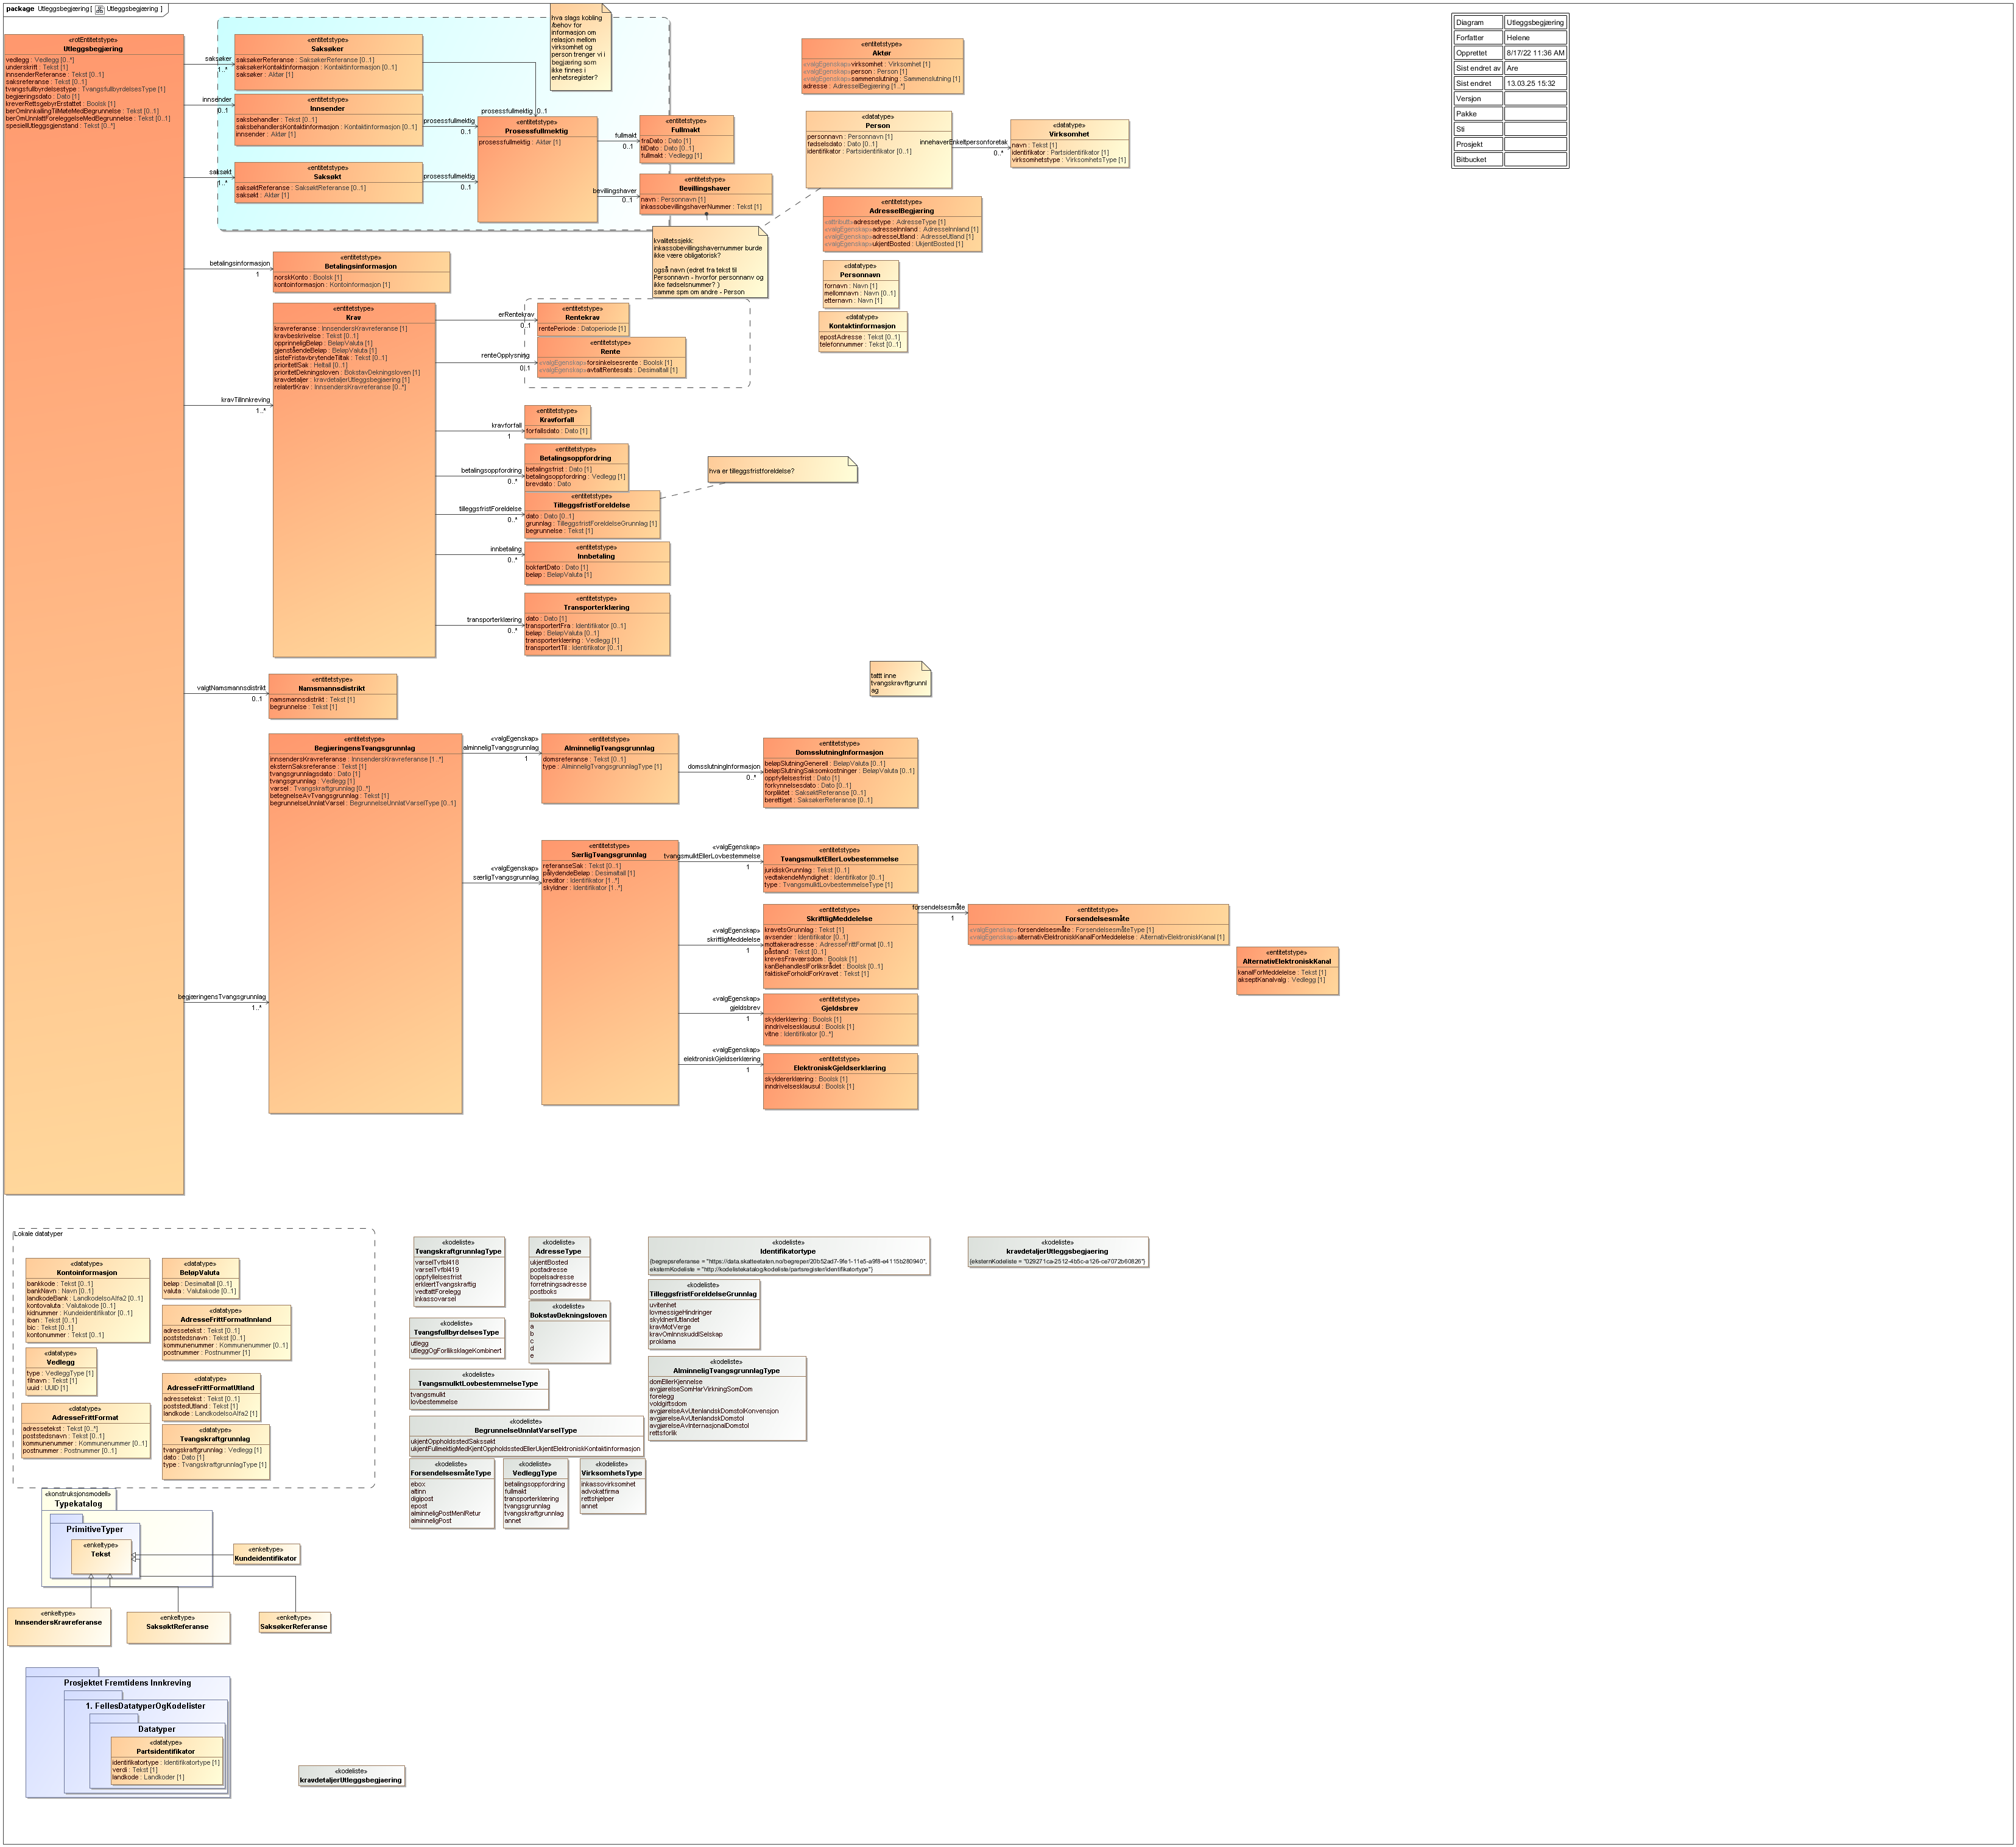 package Utleggsbegjæring [ Utleggsbegjæring ]
«rotEntitetstype»
Utleggsbegjæring
vedlegg : Vedlegg [0..*]
underskrift : Tekst [1]
innsenderReferanse : Tekst [0..1]
saksreferanse : Tekst [0..1]
tvangsfullbyrdelsestype : TvangsfullbyrdelsesType [1]
begjæringsdato : Dato [1]
kreverRettsgebyrErstattet : Boolsk [1]
berOmInnkallingTilMøteMedBegrunnelse : Tekst [0..1]
berOmUnnlattForeleggelseMedBegrunnelse : Tekst [0..1]
spesiellUtleggsgjenstand : Tekst [0..*]
saksøker
1..*
innsender
0..1
saksøkt
1..*
«entitetstype»
Saksøker
saksøkerReferanse : SaksøkerReferanse [0..1]
saksøkerKontaktinformasjon : Kontaktinformasjon [0..1]
saksøker : Aktør [1]
«entitetstype»
Innsender
saksbehandler : Tekst [0..1]
saksbehandlersKontaktinformasjon : Kontaktinformasjon [0..1]
innsender : Aktør [1]
«entitetstype»
Saksøkt
saksøktReferanse : SaksøktReferanse [0..1]
saksøkt : Aktør [1]
prosessfullmektig 0..1
prosessfullmektig
0..1
prosessfullmektig
0..1
«entitetstype»
Prosessfullmektig
prosessfullmektig : Aktør [1]
hva slags kobling
/behov for
informasjon om
relasjon mellom
virksomhet og
person trenger vi i
begjæring som
ikke finnes i
enhetsregister?
fullmakt
0..1
bevillingshaver
0..1
«entitetstype»
Fullmakt
fraDato : Dato [1]
tilDato : Dato [0..1]
fullmakt : Vedlegg [1]
«entitetstype»
Bevillingshaver
navn : Personnavn [1]
inkassobevillingshaverNummer : Tekst [1]
kvalitetssjekk:
inkassobevillingshavernummer burde
ikke være obligatorisk?
også navn (edret fra tekst til
Personnavn - hvorfor personnanv og
ikke fødselsnummer? )
samme spm om andre - Person
«entitetstype»
Aktør
«valgEgenskap»virksomhet : Virksomhet [1]
«valgEgenskap»person : Person [1]
«valgEgenskap»sammenslutning : Sammenslutning [1]
adresse : AdresseIBegjæring [1..*]
«datatype»
Person
personnavn : Personnavn [1]
fødselsdato : Dato [0..1]
identifikator : Partsidentifikator [0..1]
innehaverEnkeltpersonforetak
0..*
«datatype»
Virksomhet
navn : Tekst [1]
identifikator : Partsidentifikator [1]
virksomhetstype : VirksomhetsType [1]
«entitetstype»
AdresseIBegjæring
«attributt»adressetype : AdresseType [1]
«valgEgenskap»adresseInnland : AdresseInnland [1]
«valgEgenskap»adresseUtland : AdresseUtland [1]
«valgEgenskap»ukjentBosted : UkjentBosted [1]
«datatype»
Personnavn
fornavn : Navn [1]
mellomnavn : Navn [0..1]
etternavn : Navn [1]
«datatype»
Kontaktinformasjon
epostAdresse : Tekst [0..1]
telefonnummer : Tekst [0..1]
Diagram Utleggsbegjæring
Forfatter Helene
Opprettet 8/17/22 11:36 AM
Sist endret av Are
Sist endret 13.03.25 15:32
Versjon
Pakke
Sti
Prosjekt
Bitbucket
betalingsinformasjon
1
«entitetstype»
Betalingsinformasjon
norskKonto : Boolsk [1]
kontoinformasjon : Kontoinformasjon [1]
kravTilInnkreving
1..*
«entitetstype»
Krav
kravreferanse : InnsendersKravreferanse [1]
kravbeskrivelse : Tekst [0..1]
opprinneligBeløp : BeløpValuta [1]
gjenståendeBeløp : BeløpValuta [1]
sisteFristavbrytendeTiltak : Tekst [0..1]
prioritetISak : Heltall [0..1]
prioritetDekningsloven : BokstavDekningsloven [1]
kravdetaljer : kravdetaljerUtleggsbegjaering [1]
relatertKrav : InnsendersKravreferanse [0..*]
erRentekrav
0..1
«entitetstype»
Rentekrav
rentePeriode : Datoperiode [1]
renteOpplysning
0..1
«entitetstype»
Rente
«valgEgenskap»forsinkelsesrente : Boolsk [1]
«valgEgenskap»avtaltRentesats : Desimaltall [1]
kravforfall
1
«entitetstype»
Kravforfall
forfallsdato : Dato [1]
betalingsoppfordring
0..*
«entitetstype»
Betalingsoppfordring
betalingsfrist : Dato [1]
betalingsoppfordring : Vedlegg [1]
brevdato : Dato
tilleggsfristForeldelse
0..*
«entitetstype»
TilleggsfristForeldelse
dato : Dato [0..1]
grunnlag : TilleggsfristForeldelseGrunnlag [1]
begrunnelse : Tekst [1]
hva er tilleggsfristforeldelse?
innbetaling
0..*
«entitetstype»
Innbetaling
bokførtDato : Dato [1]
beløp : BeløpValuta [1]
transporterklæring
0..*
«entitetstype»
Transporterklæring
dato : Dato [1]
transportertFra : Identifikator [0..1]
beløp : BeløpValuta [0..1]
transporterklæring : Vedlegg [1]
transportertTil : Identifikator [0..1]
tattt inne
tvangskravftgrunnl
ag
valgtNamsmannsdistrikt
0..1
«entitetstype»
Namsmannsdistrikt
namsmannsdistrikt : Tekst [1]
begrunnelse : Tekst [1]
begjæringensTvangsgrunnlag
1..*
«entitetstype»
BegjæringensTvangsgrunnlag
innsendersKravreferanse : InnsendersKravreferanse [1..*]
eksternSaksreferanse : Tekst [1]
tvangsgrunnlagsdato : Dato [1]
tvangsgrunnlag : Vedlegg [1]
varsel : Tvangskraftgrunnlag [0..*]
betegnelseAvTvangsgrunnlag : Tekst [1]
begrunnelseUnnlatVarsel : BegrunnelseUnnlatVarselType [0..1]
«valgEgenskap»
alminneligTvangsgrunnlag
1
«entitetstype»
AlminneligTvangsgrunnlag
domsreferanse : Tekst [0..1]
type : AlminneligTvangsgrunnlagType [1]
domsslutningInformasjon
0..*
«entitetstype»
DomsslutningInformasjon
beløpSlutningGenerell : BeløpValuta [0..1]
beløpSlutningSaksomkostninger : BeløpValuta [0..1]
oppfyllelsesfrist : Dato [1]
forkynnelsesdato : Dato [0..1]
forpliktet : SaksøktReferanse [0..1]
berettiget : SaksøkerReferanse [0..1]
«valgEgenskap»
særligTvangsgrunnlag
«entitetstype»
SærligTvangsgrunnlag
referanseSak : Tekst [0..1]
pålydendeBeløp : Desimaltall [1]
kreditor : Identifikator [1..*]
skyldner : Identifikator [1..*]
«valgEgenskap»
tvangsmulktEllerLovbestemmelse
1
«entitetstype»
TvangsmulktEllerLovbestemmelse
juridiskGrunnlag : Tekst [0..1]
vedtakendeMyndighet : Identifikator [0..1]
type : TvangsmulktLovbestemmelseType [1]
«valgEgenskap»
skriftligMeddelelse
1
«entitetstype»
SkriftligMeddelelse
kravetsGrunnlag : Tekst [1]
avsender : Identifikator [0..1]
mottakeradresse : AdresseFrittFormat [0..1]
påstand : Tekst [0..1]
krevesFraværsdom : Boolsk [1]
kanBehandlesIForliksrådet : Boolsk [0..1]
faktiskeForholdForKravet : Tekst [1]
forsendelsesmåte
1
«entitetstype»
Forsendelsesmåte
«valgEgenskap»forsendelsesmåte : ForsendelsesmåteType [1]
«valgEgenskap»alternativElektroniskKanalForMeddelelse : AlternativElektroniskKanal [1]
«entitetstype»
AlternativElektroniskKanal
kanalForMeddelelse : Tekst [1]
akseptKanalvalg : Vedlegg [1]
«valgEgenskap»
gjeldsbrev
1
«entitetstype»
Gjeldsbrev
skylderklæring : Boolsk [1]
inndrivelsesklausul : Boolsk [1]
vitne : Identifikator [0..*]
«valgEgenskap»
elektroniskGjeldserklæring
1
«entitetstype»
ElektroniskGjeldserklæring
skyldererklæring : Boolsk [1]
inndrivelsesklausul : Boolsk [1]
Lokale datatyper
«datatype»
Kontoinformasjon
bankkode : Tekst [0..1]
bankNavn : Navn [0..1]
landkodeBank : LandkodeIsoAlfa2 [0..1]
kontovaluta : Valutakode [0..1]
kidnummer : Kundeidentifikator [0..1]
iban : Tekst [0..1]
bic : Tekst [0..1]
kontonummer : Tekst [0..1]
«datatype»
Vedlegg
type : VedleggType [1]
filnavn : Tekst [1]
uuid : UUID [1]
«datatype»
AdresseFrittFormat
adressetekst : Tekst [0..*]
poststedsnavn : Tekst [0..1]
kommunenummer : Kommunenummer [0..1]
postnummer : Postnummer [0..1]
«datatype»
BeløpValuta
beløp : Desimaltall [0..1]
valuta : Valutakode [0..1]
«datatype»
AdresseFrittFormatInnland
adressetekst : Tekst [0..1]
poststedsnavn : Tekst [0..1]
kommunenummer : Kommunenummer [0..1]
postnummer : Postnummer [1]
«datatype»
AdresseFrittFormatUtland
adressetekst : Tekst [0..1]
poststedUtland : Tekst [1]
landkode : LandkodeIsoAlfa2 [1]
«datatype»
Tvangskraftgrunnlag
tvangskraftgrunnlag : Vedlegg [1]
dato : Dato [1]
type : TvangskraftgrunnlagType [1]
«kodeliste»
TvangskraftgrunnlagType
varselTvfbl418
varselTvfbl419
oppfyllelsesfrist
erklærtTvangskraftig
vedtattForelegg
inkassovarsel
«kodeliste»
TvangsfullbyrdelsesType
utlegg
utleggOgForliksklageKombinert
«kodeliste»
AdresseType
ukjentBosted
postadresse
bopelsadresse
forretningsadresse
postboks
«kodeliste»
BokstavDekningsloven
a
b
c
d
e
«kodeliste»
TvangsmulktLovbestemmelseType
tvangsmulkt
lovbestemmelse
«kodeliste»
BegrunnelseUnnlatVarselType
ukjentOppholdsstedSakssøkt
ukjentFullmektigMedKjentOppholdsstedEllerUkjentElektroniskKontaktinformasjon
«kodeliste»
ForsendelsesmåteType
ebox
altinn
digipost
epost
alminneligPostMenIRetur
alminneligPost
«kodeliste»
VedleggType
betalingsoppfordring
fullmakt
transporterklæring
tvangsgrunnlag
tvangskraftgrunnlag
annet
«kodeliste»
VirksomhetsType
inkassovirksomhet
advokatfirma
rettshjelper
annet
«kodeliste»
Identifikatortype
{begrepsreferanse = "https://data.skatteetaten.no/begreper/20b52ad7-9fe1-11e5-a9f8-e4115b280940",
eksternKodeliste = "http://kodelistekatalog/kodeliste/partsregister/identifikatortype"}
«kodeliste»
TilleggsfristForeldelseGrunnlag
uvitenhet
lovmessigeHindringer
skyldnerIUtlandet
kravMotVerge
kravOmInnskuddISelskap
proklama
«kodeliste»
AlminneligTvangsgrunnlagType
domEllerKjennelse
avgjørelseSomHarVirkningSomDom
forelegg
voldgiftsdom
avgjørelseAvUtenlandskDomstolKonvensjon
avgjørelseAvUtenlandskDomstol
avgjørelseAvInternasjonalDomstol
rettsforlik
«kodeliste»
kravdetaljerUtleggsbegjaering
{eksternKodeliste = "029271ca-2512-4b5c-a126-ce7072b60826"}
«konstruksjonsmodell»
Typekatalog
PrimitiveTyper
«enkeltype»
Tekst
«enkeltype»
Kundeidentifikator
«enkeltype»
InnsendersKravreferanse
«enkeltype»
SaksøktReferanse
«enkeltype»
SaksøkerReferanse
Prosjektet Fremtidens Innkreving
1. FellesDatatyperOgKodelister
Datatyper
«datatype»
Partsidentifikator
identifikatortype : Identifikatortype [1]
verdi : Tekst [1]
landkode : Landkoder [1]
«kodeliste»
kravdetaljerUtleggsbegjaering